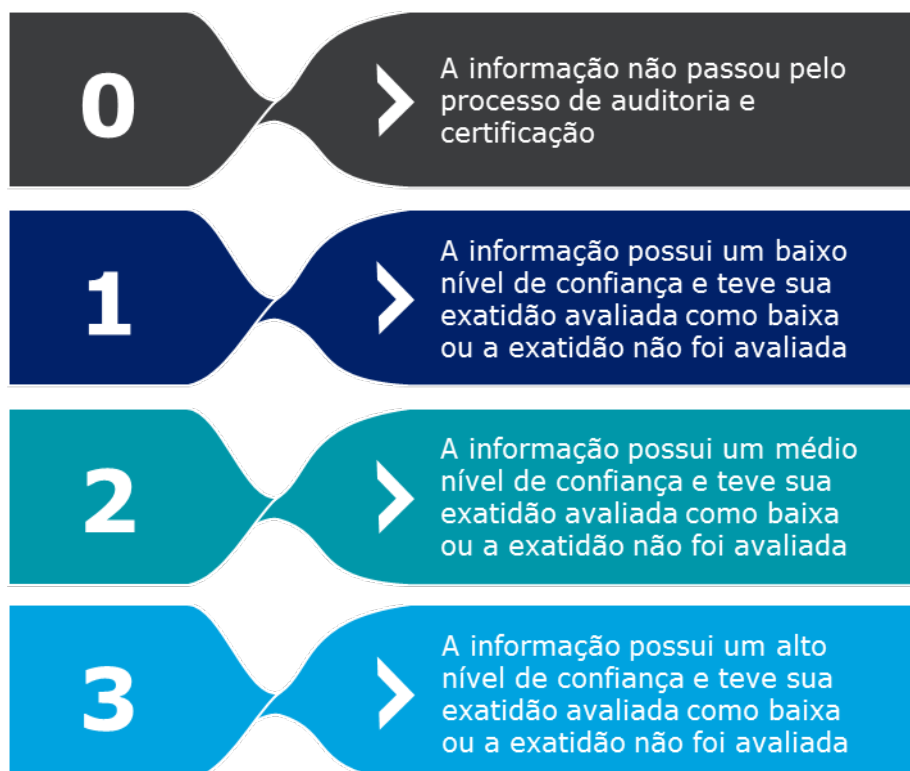 0
A informação não passou pelo
processo de auditoria e
certificação
1
A informação possui um baixo
nível de confiança e teve sua
exatidão avaliada como baixa
ou a exatidão não foi avaliada
2
A informação possui um médio
nível de confiança e teve sua
exatidão avaliada como baixa
ou a exatidão não foi avaliada
3
A informação possui um alto
nível de confiança e teve sua
exatidão avaliada como baixa
ou a exatidão não foi avaliada